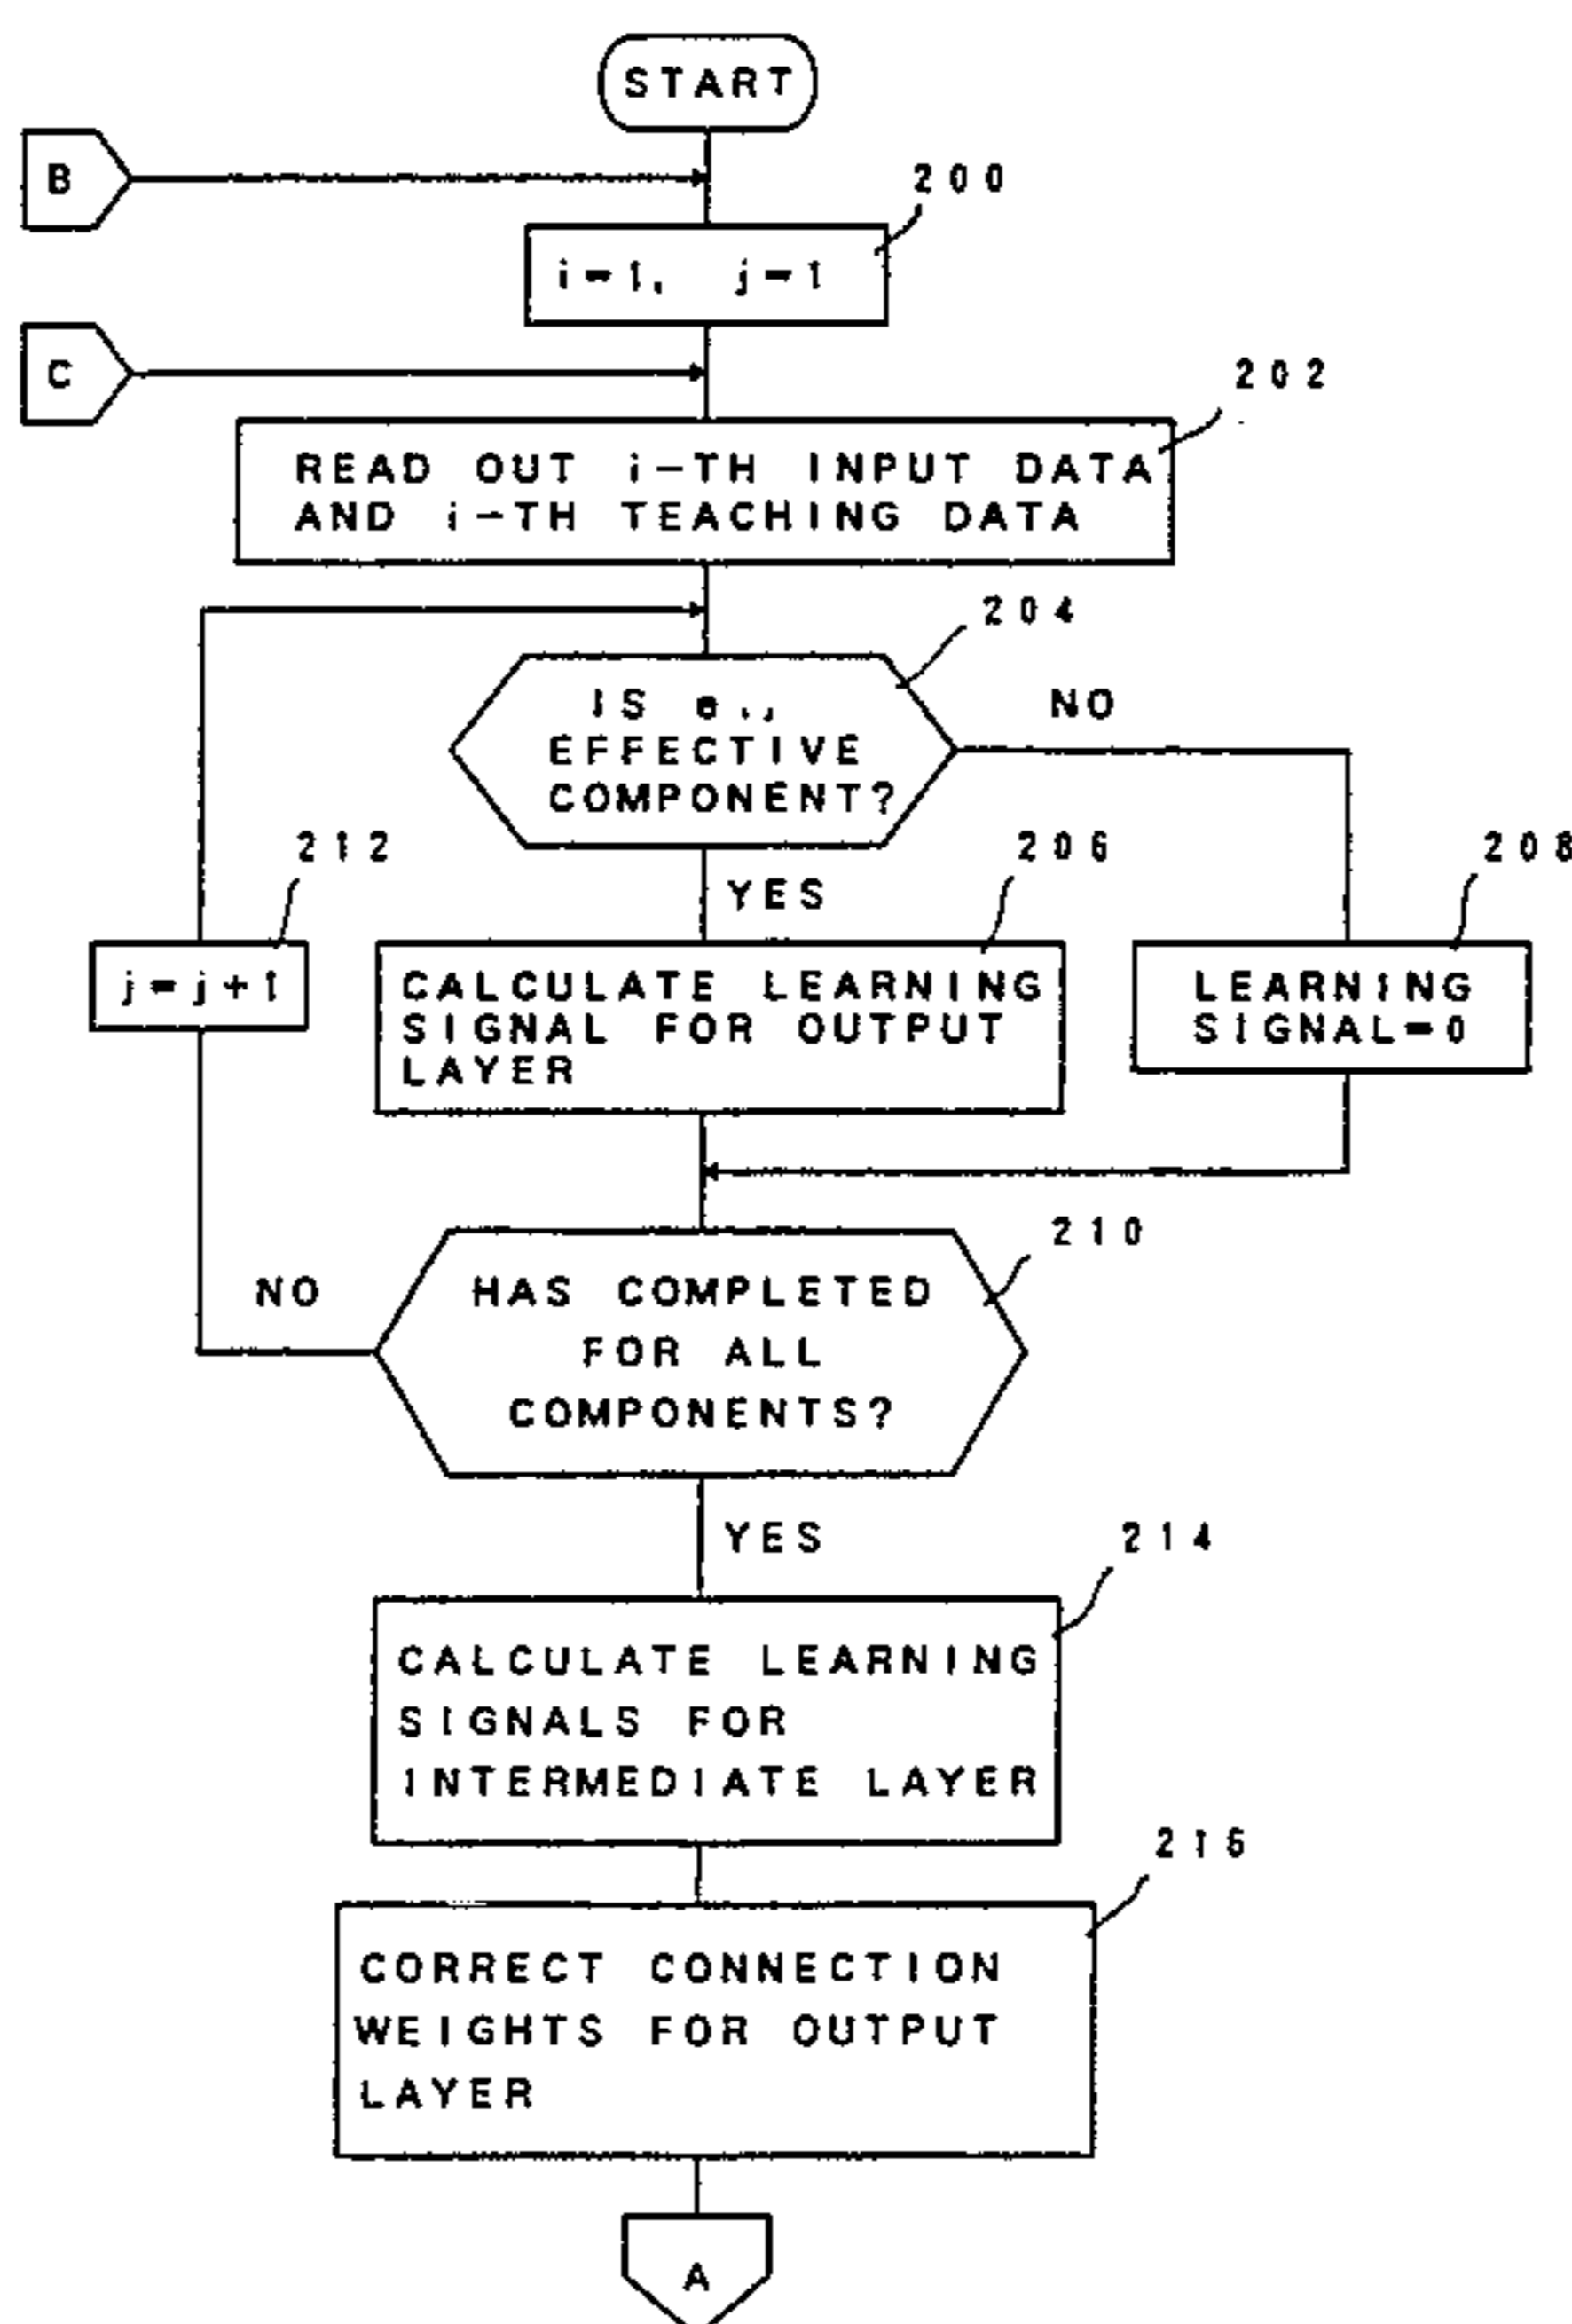 START
B
200
i=1, j=1
C
202
READ OUT i-TH INPUT DATA
AND i-TH TEACHING DATA
204
IS e
NO
EFFECTIVE
COMPONENT?
212
206
208
YES
j=j+1
CALCULATE LEARNING
SIGNAL FOR OUTPUT
LAYER
LEARNING
SIGNAL=0
210
NO
HAS COMPLETED
FOR ALL
COMPONENTS?
YES
214
CALCULATE LEARNING
SIGNALS FOR
INTERMEDIATE LAYER
216
CORRECT CONNECTION
WEIGHTS FOR OUTPUT
LAYER
A